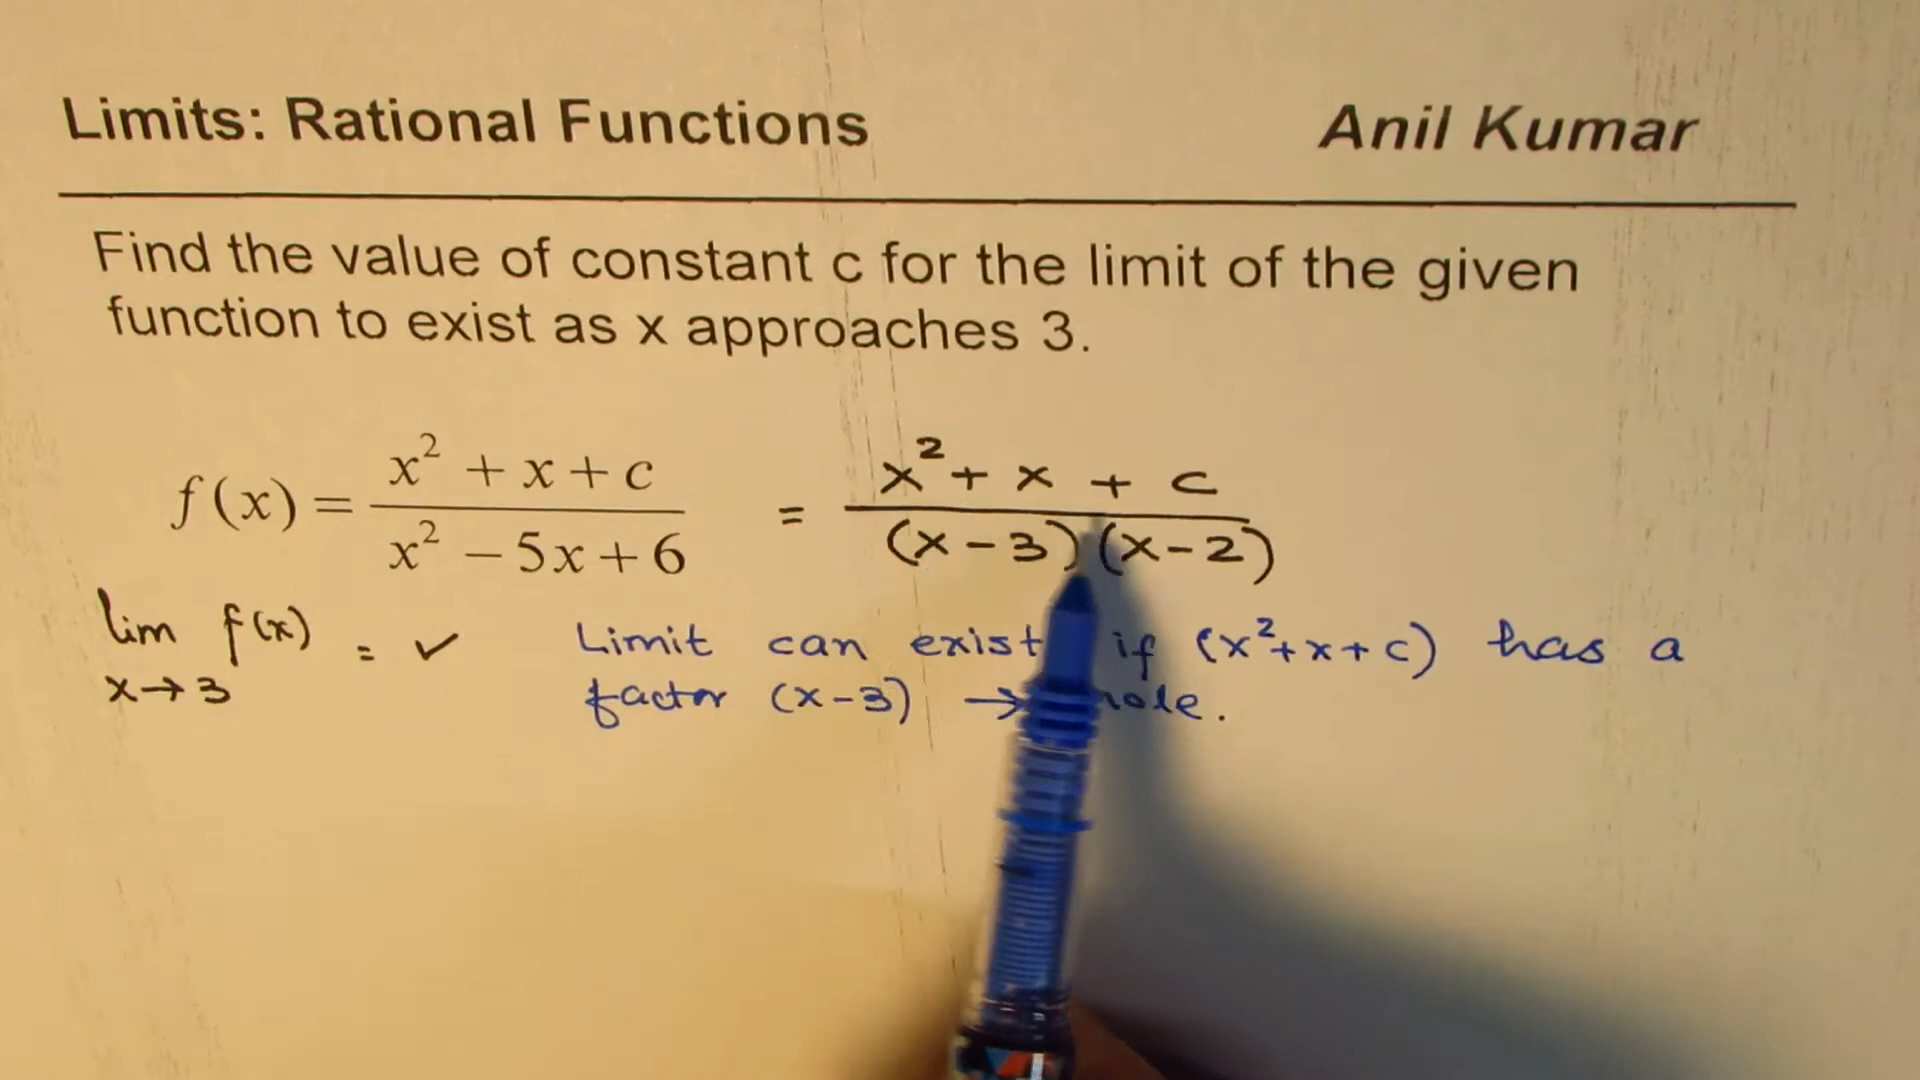 Limits: Rational Functions Anil Kumar
Find the value of constant c for the limit of the given
function to exist as x approaches 3.
f(x) = (x² + x + c)/(x² − 5x + 6) = (x² + x + c)/((x − 3)(x − 2))
lim x→3 f(x) = ✓
Limit can exist if (x² + x + c) has a
factor (x − 3) → hole.